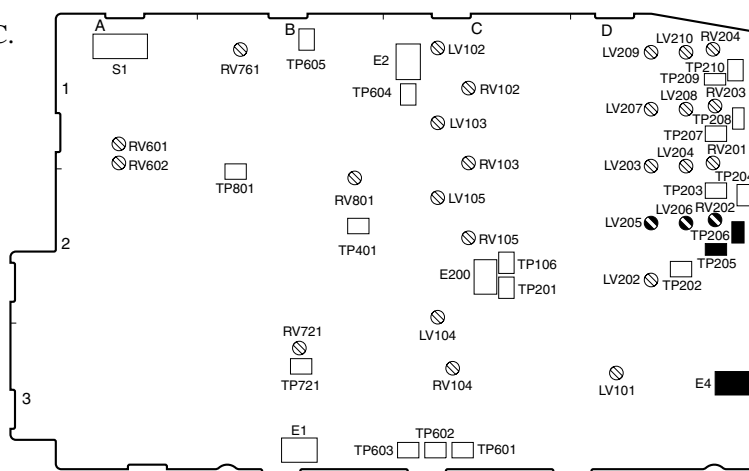 C.
A B C D
LV210 RV204
S1 RV761 TP605 E2 LV102 LV209 TP210
TP209
1 TP604 RV102 LV208 RV203
LV207 TP208
LV103 TP207
RV601 LV204 RV201
RV602 RV103 LV203 TP204
TP801 RV801 TP203
LV105 LV206 RV202
LV205 TP206
2 TP401 RV105 TP205
E200 TP106 LV202 TP202
TP201
RV721 LV104
TP721 RV104 LV101 E4
3
E1 TP603 TP602 TP601